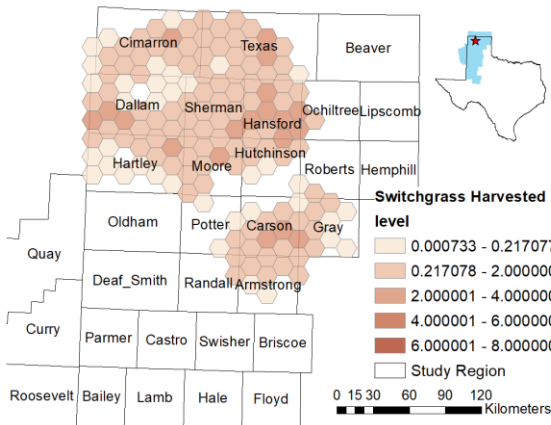 Cimarron
Texas
Beaver
Dallam
Sherman
Ochiltree
Lipscomb
Hansford
Hartley
Moore
Hutchinson
Roberts
Hemphill
Oldham
Potter
Carson
Gray
Quay
Deaf_Smith
Randall
Armstrong
Curry
Parmer
Castro
Swisher
Briscoe
Roosevelt
Bailey
Lamb
Hale
Floyd
Switchgrass Harvested
level
0.000733 - 0.217077
0.217078 - 2.000000
2.000001 - 4.000000
4.000001 - 6.000000
6.000001 - 8.000000
Study Region
0 15 30 60 90 120
Kilometers